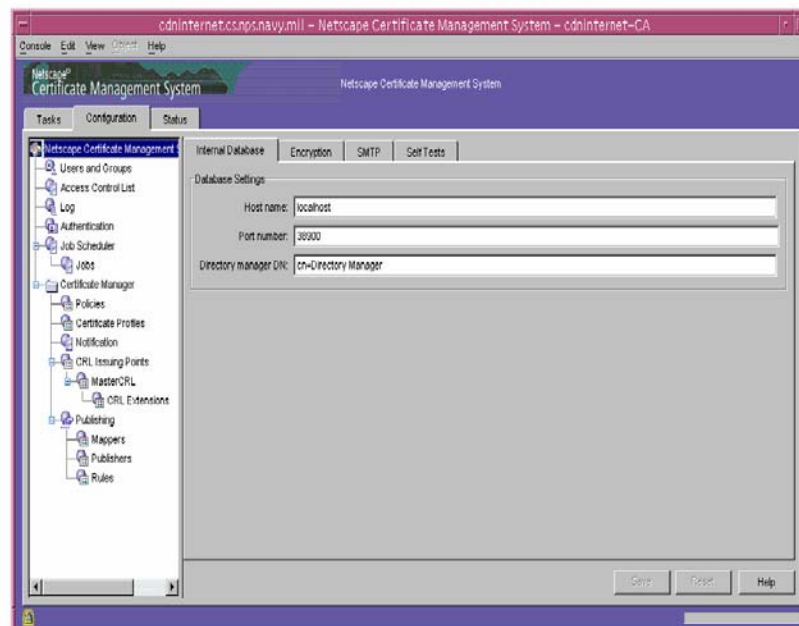 cdninternet.cs.nps.navy.mil - Netscape Certificate Management System - cdninternet-CA
Console Edit View Object Help
Netscape®
Certificate Management System
Netscape Certificate Management System
Tasks Configuration Status
Netscape Certificate Management S
Users and Groups
Access Control List
Log
Authentication
Job Scheduler
Jobs
Certificate Manager
Policies
Certificate Profiles
Notification
CRL Issuing Points
MasterCRL
CRL Extensions
Publishing
Mappers
Publishers
Rules
Internal Database Encryption SMTP Self Tests
Database Settings
Host name: localhost
Port number: 38900
Directory manager DN: cn=Directory Manager
Save Reset Help